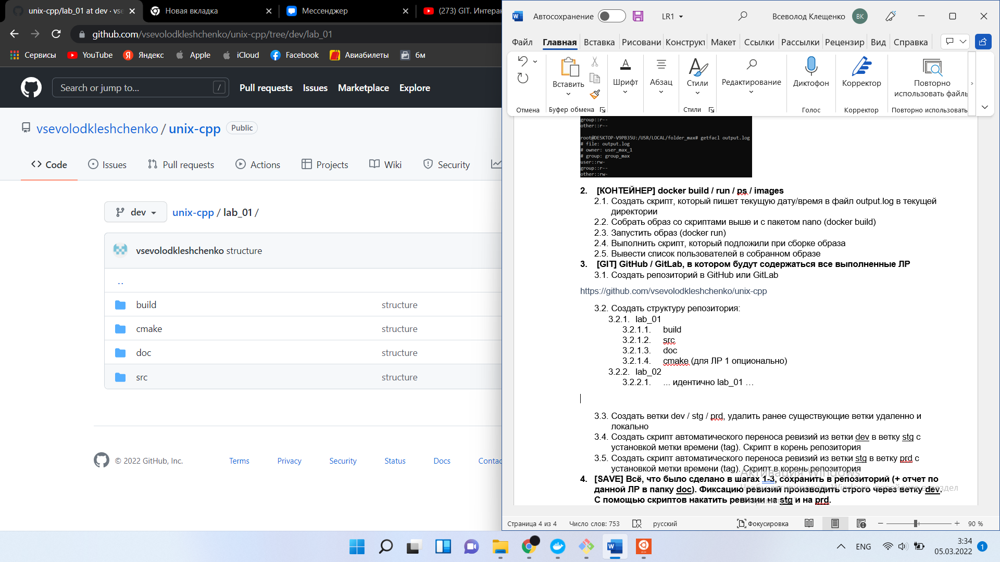 unix-cpp/lab_01 at dev · vse
Новая вкладка
Мессенджер
(273) GIT. Интеран
github.com/vsevolodkleshchenko/unix-cpp/tree/dev/lab_01
Сервисы
YouTube
Яндекс
Apple
iCloud
Facebook
Авиабилеты
бм
Search or jump to...
/
Pull requests
Issues
Marketplace
Explore
vsevolodkleshchenko / unix-cpp
Public
Code
Issues
Pull requests
Actions
Projects
Wiki
Security
dev
unix-cpp / lab_01 /
vsevolodkleshchenko structure
..
build structure
cmake structure
doc structure
src structure
© 2022 GitHub, Inc.
Terms
Privacy
Security
Status
Docs
Contac
Автосохранение
LR1
Всеволод Клещенко
ВК
Файл
Главная
Вставка
Рисовани
Конструкт
Макет
Ссылки
Рассылки
Рецензир
Вид
Справка
Вставить
Шрифт
Абзац
Стили
Редактирование
Диктофон
Корректор
Повторно
использовать файль
Отмена
Буфер обмена
Стили
Голос
Корректор
Повторно использовать
group::r--
other::r--
root@DESKTOP-V9PB35U:/USR/LOCAL/folder_max# getfacl output.log
# file: output.log
# owner: user_max_1
# group: group_max
user::rw-
group::r--
other::rw-
2. [КОНТЕЙНЕР] docker build / run / ps / images
2.1. Создать скрипт, который пишет текущую дату/время в файл output.log в текущей
директории
2.2. Собрать образ со скриптами выше и с пакетом nano (docker build)
2.3. Запустить образ (docker run)
2.4. Выполнить скрипт, который подложили при сборке образа
2.5. Вывести список пользователей в собранном образе
3. [GIT] GitHub / GitLab, в котором будут содержаться все выполненные ЛР
3.1. Создать репозиторий в GitHub или GitLab
https://github.com/vsevolodkleshchenko/unix-cpp
3.2. Создать структуру репозитория:
3.2.1. lab_01
3.2.1.1. build
3.2.1.2. src
3.2.1.3. doc
3.2.1.4. cmake (для ЛР 1 опционально)
3.2.2. lab_02
3.2.2.1. ... идентично lab_01 …
3.3. Создать ветки dev / stg / prd, удалить ранее существующие ветки удаленно и
локально
3.4. Создать скрипт автоматического переноса ревизий из ветки dev в ветку stg с
установкой метки времени (tag). Скрипт в корень репозитория
3.5. Создать скрипт автоматического переноса ревизий из ветки stg в ветку prd с
установкой метки времени (tag). Скрипт в корень репозитория
4. [SAVE] Всё, что было сделано в шагах 1-3, сохранить в репозиторий (+ отчет по
данной ЛР в папку doc). Фиксацию ревизий производить строго через ветку dev.
С помощью скриптов накатить ревизии на stg и на prd.
Активация Windows
Чтобы активировать Windows, перейдите в раздел
"Параметры".
Страница 4 из 4
Число слов: 753
русский
Фокусировка
90 %
ENG
3:34
05.03.2022
1